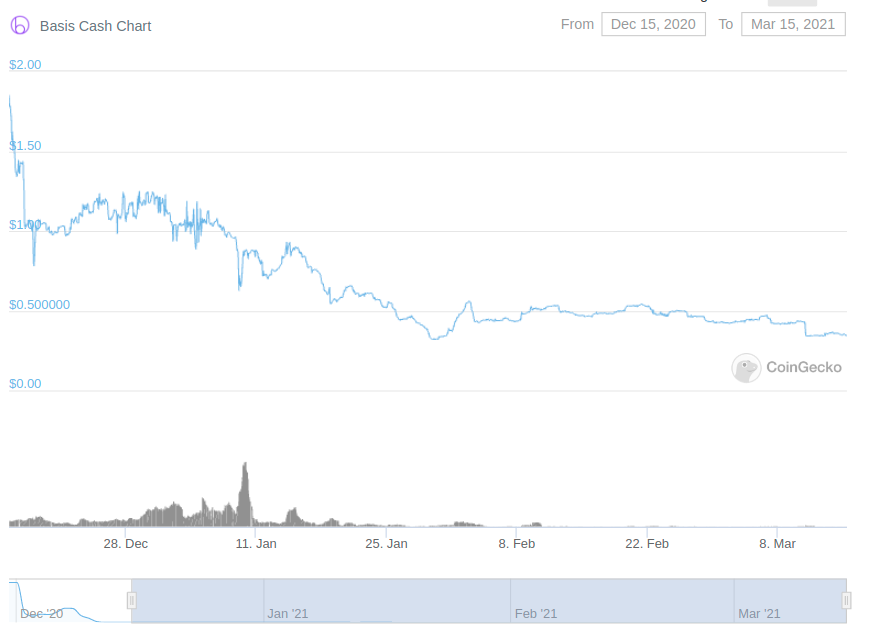 Basis Cash Chart
From Dec 15, 2020 To Mar 15, 2021
$2.00
$1.50
$1.00
$0.500000
$0.00
CoinGecko
28. Dec 11. Jan 25. Jan 8. Feb 22. Feb 8. Mar
Dec '20 Jan '21 Feb '21 Mar '21